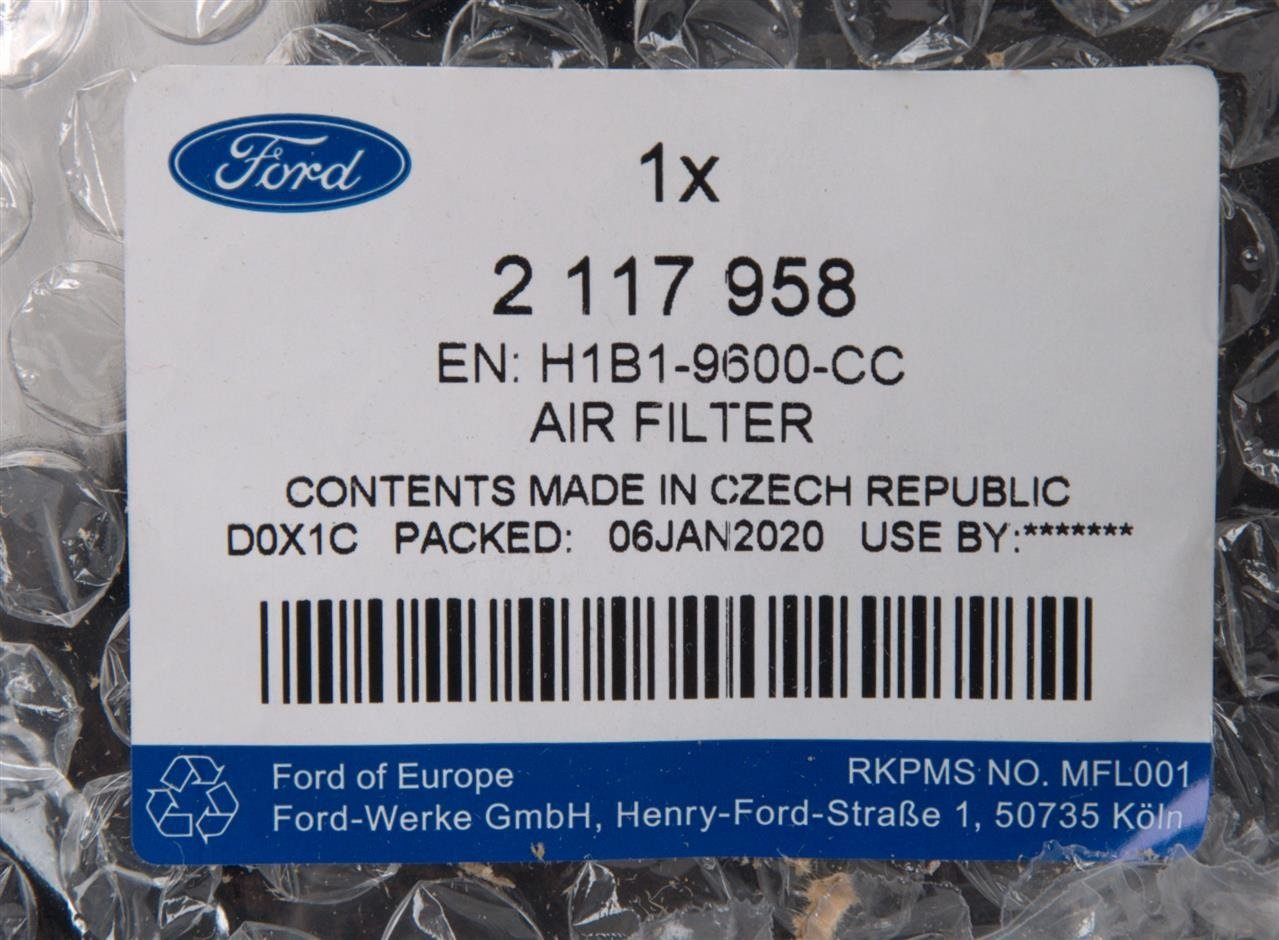 Ford
1x
2 117 958
EN: H1B1-9600-CC
AIR FILTER
CONTENTS MADE IN CZECH REPUBLIC
D0X1C PACKED: 06JAN2020 USE BY:*******
Ford of Europe
RKPMS NO. MFL001
Ford-Werke GmbH, Henry-Ford-Straße 1, 50735 Köln